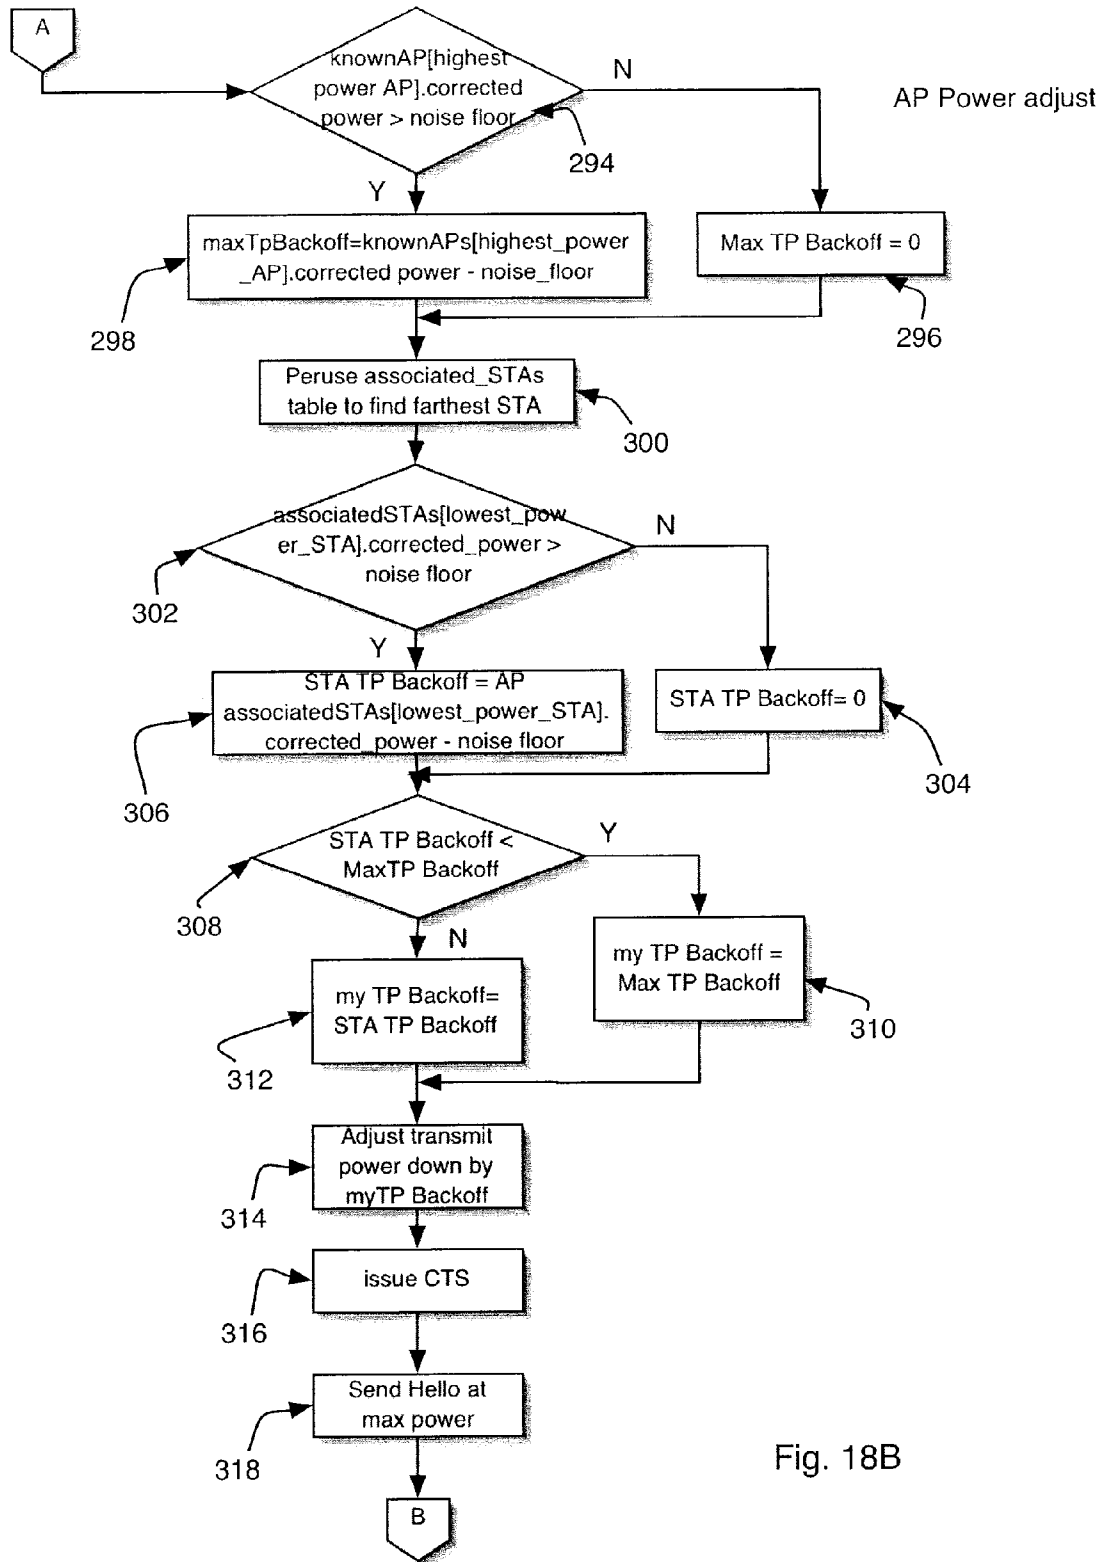 A
knownAP[highest
power AP].corrected
power > noise floor
N
AP Power adjust
294
Y
maxTpBackoff=knownAPs[highest_power
_AP].corrected power - noise_floor
Max TP Backoff = 0
298
296
Peruse associated_STAs
table to find farthest STA
300
associatedSTAs[lowest_pow
er_STA].corrected_power >
noise floor
N
302
Y
STA TP Backoff = AP
associatedSTAs[lowest_power_STA].
corrected_power - noise floor
STA TP Backoff= 0
306
304
STA TP Backoff <
MaxTP Backoff
Y
308
N
my TP Backoff=
STA TP Backoff
my TP Backoff =
Max TP Backoff
310
312
Adjust transmit
power down by
myTP Backoff
314
issue CTS
316
Send Hello at
max power
318
Fig. 18B
B